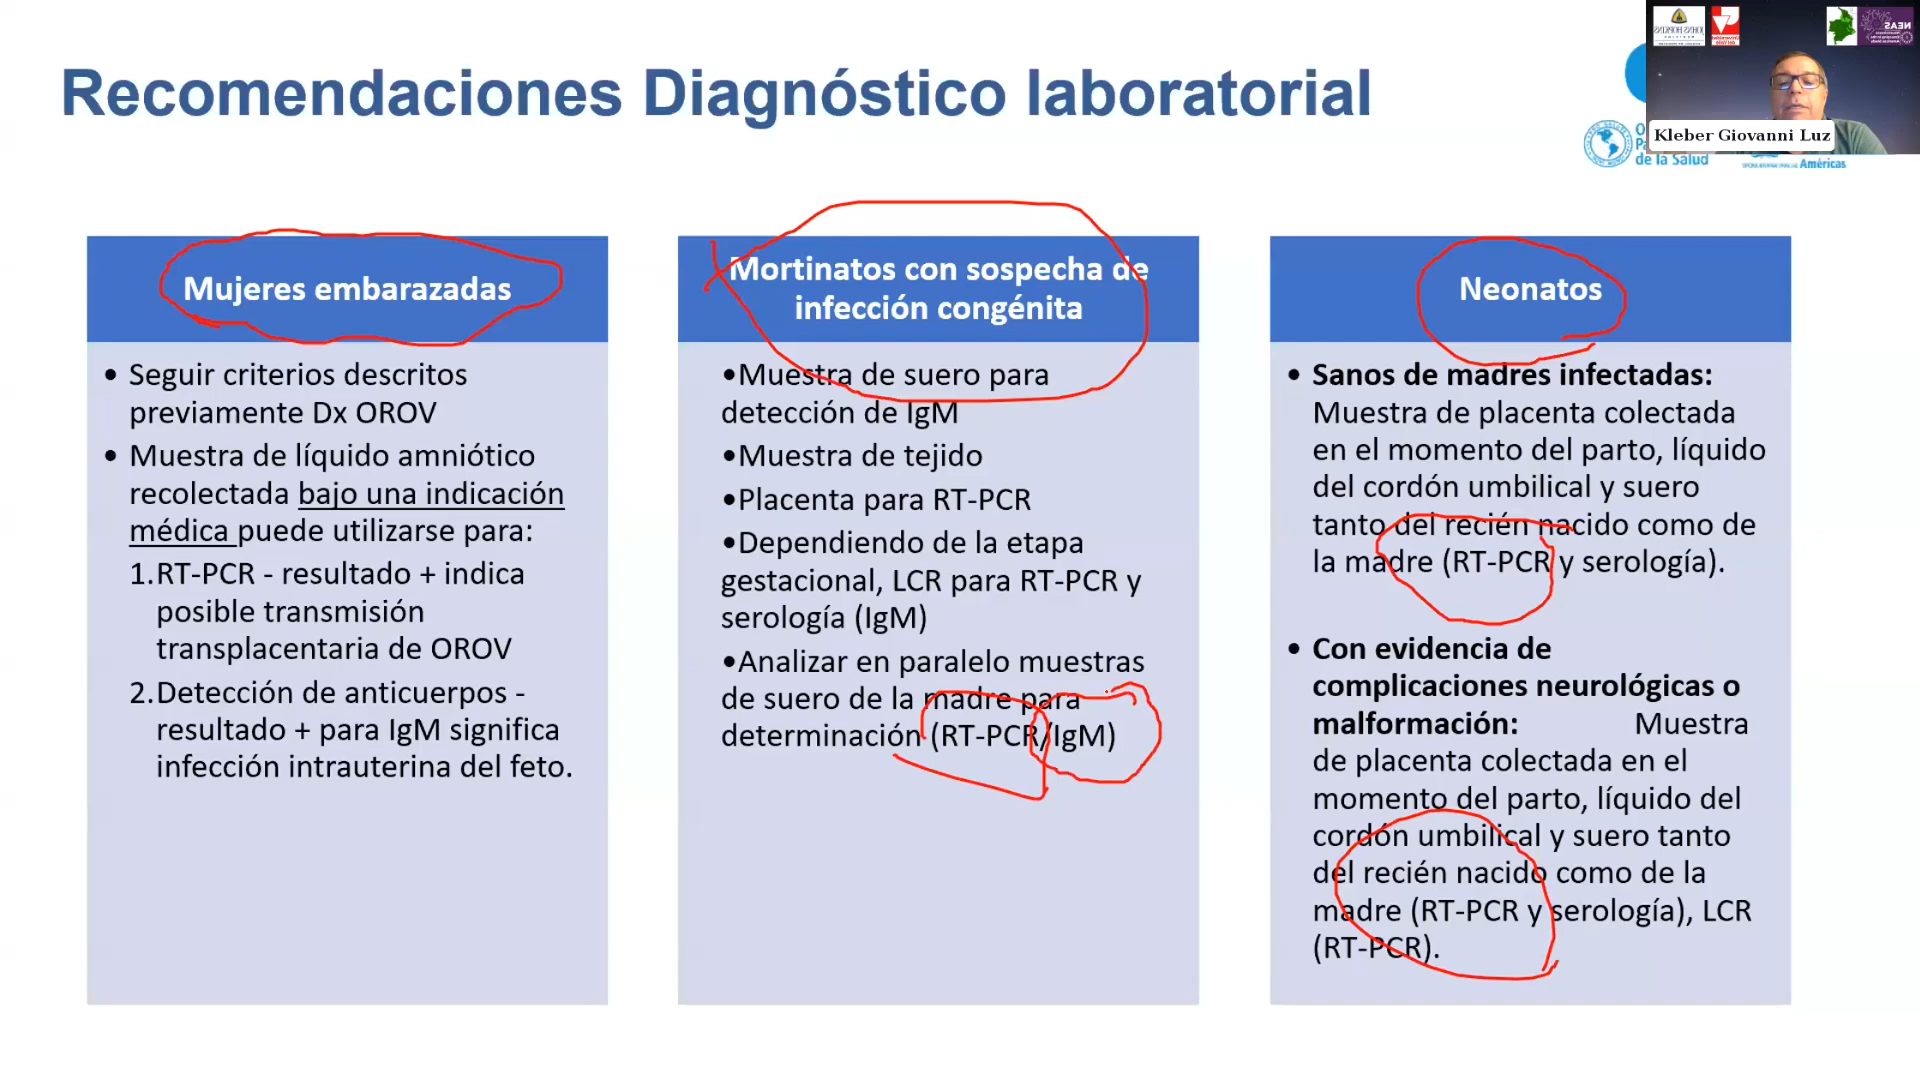 Recomendaciones Diagnóstico laboratorial
JOHNS HOPKINS
NEAS
Kleber Giovanni Luz
de la Salud
Américas
Mujeres embarazadas
• Seguir criterios descritos
previamente Dx OROV
• Muestra de líquido amniótico
recolectada bajo una indicación
médica puede utilizarse para:
1.RT-PCR - resultado + indica
posible transmisión
transplacentaria de OROV
2.Detección de anticuerpos -
resultado + para IgM significa
infección intrauterina del feto.
Mortinatos con sospecha de
infección congénita
•Muestra de suero para
detección de IgM
•Muestra de tejido
•Placenta para RT-PCR
•Dependiendo de la etapa
gestacional, LCR para RT-PCR y
serología (IgM)
•Analizar en paralelo muestras
de suero de la madre para
determinación (RT-PCR/IgM)
Neonatos
• Sanos de madres infectadas:
Muestra de placenta colectada
en el momento del parto, líquido
del cordón umbilical y suero
tanto del recién nacido como de
la madre (RT-PCR y serología).
• Con evidencia de
complicaciones neurológicas o
malformación: Muestra
de placenta colectada en el
momento del parto, líquido del
cordón umbilical y suero tanto
del recién nacido como de la
madre (RT-PCR y serología), LCR
(RT-PCR).